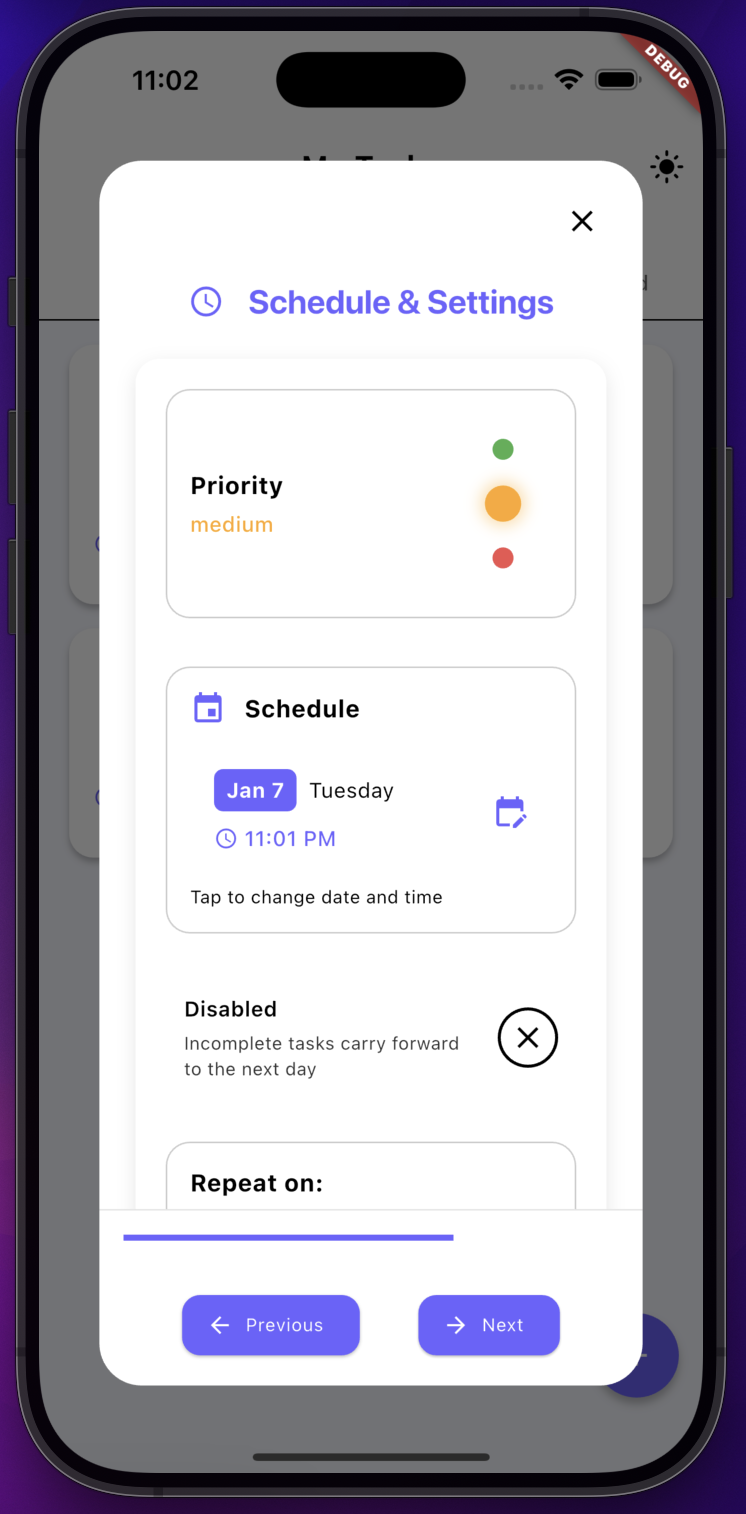 11:02
DEBUG
Schedule & Settings
Priority
medium
Schedule
Jan 7 Tuesday
11:01 PM
Tap to change date and time
Disabled
Incomplete tasks carry forward
to the next day
Repeat on:
Previous
Next